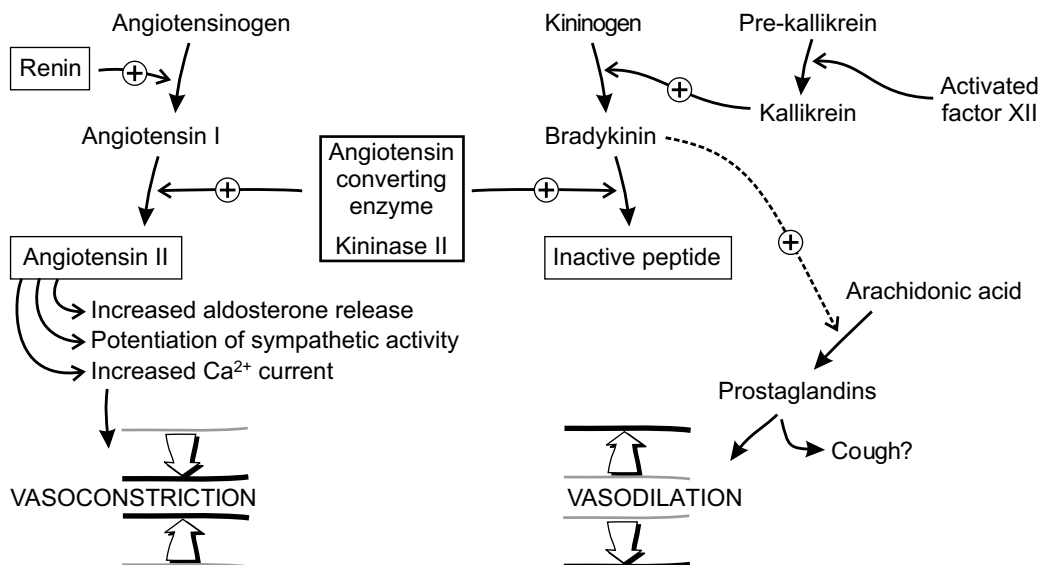 Angiotensinogen
Kininogen
Pre-kallikrein
Renin
+
+
Activated
factor XII
Kallikrein
Angiotensin I
Bradykinin
Angiotensin
converting
enzyme
Kininase II
+
+
Angiotensin II
Inactive peptide
+
Arachidonic acid
Increased aldosterone release
Potentiation of sympathetic activity
Increased Ca²⁺ current
Prostaglandins
Cough?
VASOCONSTRICTION
VASODILATION